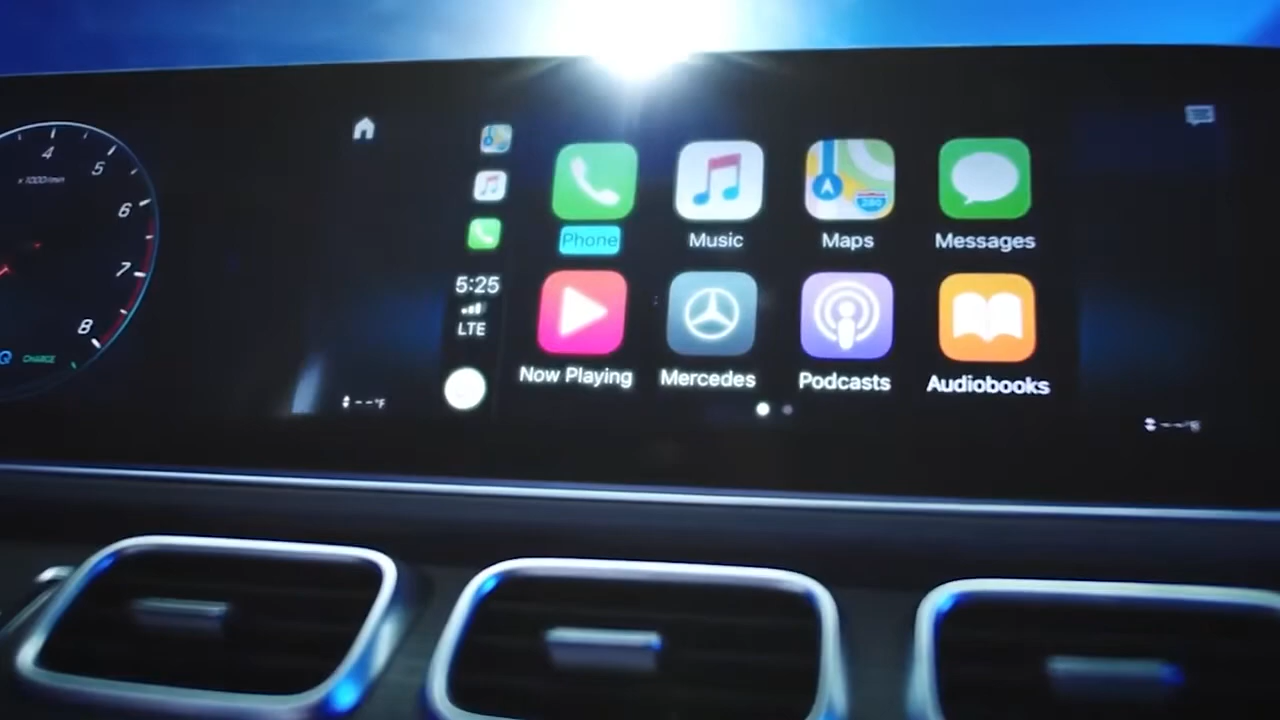 4
5
x 1000/min
6
7
8
CHARGE
5:25
LTE
Phone
Music
Maps
280
Messages
Now Playing
Mercedes
Podcasts
Audiobooks
--°F